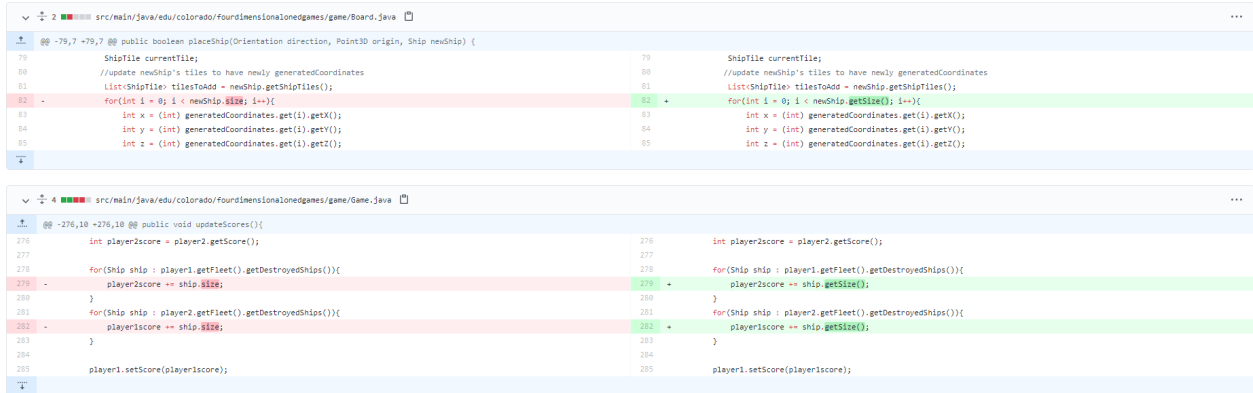 2 src/main/java/edu/colorado/fourdimensionalonedgames/game/Board.java
@@ -79,7 +79,7 @@ public boolean placeShip(Orientation direction, Point3D origin, Ship newShip) {
79 ShipTile currentTile;
80 //update newShip's tiles to have newly generatedCoordinates
81 List<ShipTile> tilesToAdd = newShip.getShipTiles();
82 - for(int i = 0; i < newShip.size; i++){
83 int x = (int) generatedCoordinates.get(i).getX();
84 int y = (int) generatedCoordinates.get(i).getY();
85 int z = (int) generatedCoordinates.get(i).getZ();
79 ShipTile currentTile;
80 //update newShip's tiles to have newly generatedCoordinates
81 List<ShipTile> tilesToAdd = newShip.getShipTiles();
82 + for(int i = 0; i < newShip.getSize(); i++){
83 int x = (int) generatedCoordinates.get(i).getX();
84 int y = (int) generatedCoordinates.get(i).getY();
85 int z = (int) generatedCoordinates.get(i).getZ();
4 src/main/java/edu/colorado/fourdimensionalonedgames/game/Game.java
@@ -276,10 +276,10 @@ public void updateScores(){
276 int player2score = player2.getScore();
277
278 for(Ship ship : player1.getFleet().getDestroyedShips()){
279 - player2score += ship.size;
280 }
281 for(Ship ship : player2.getFleet().getDestroyedShips()){
282 - player1score += ship.size;
283 }
284
285 player1.setScore(player1score);
276 int player2score = player2.getScore();
277
278 for(Ship ship : player1.getFleet().getDestroyedShips()){
279 + player2score += ship.getSize();
280 }
281 for(Ship ship : player2.getFleet().getDestroyedShips()){
282 + player1score += ship.getSize();
283 }
284
285 player1.setScore(player1score);